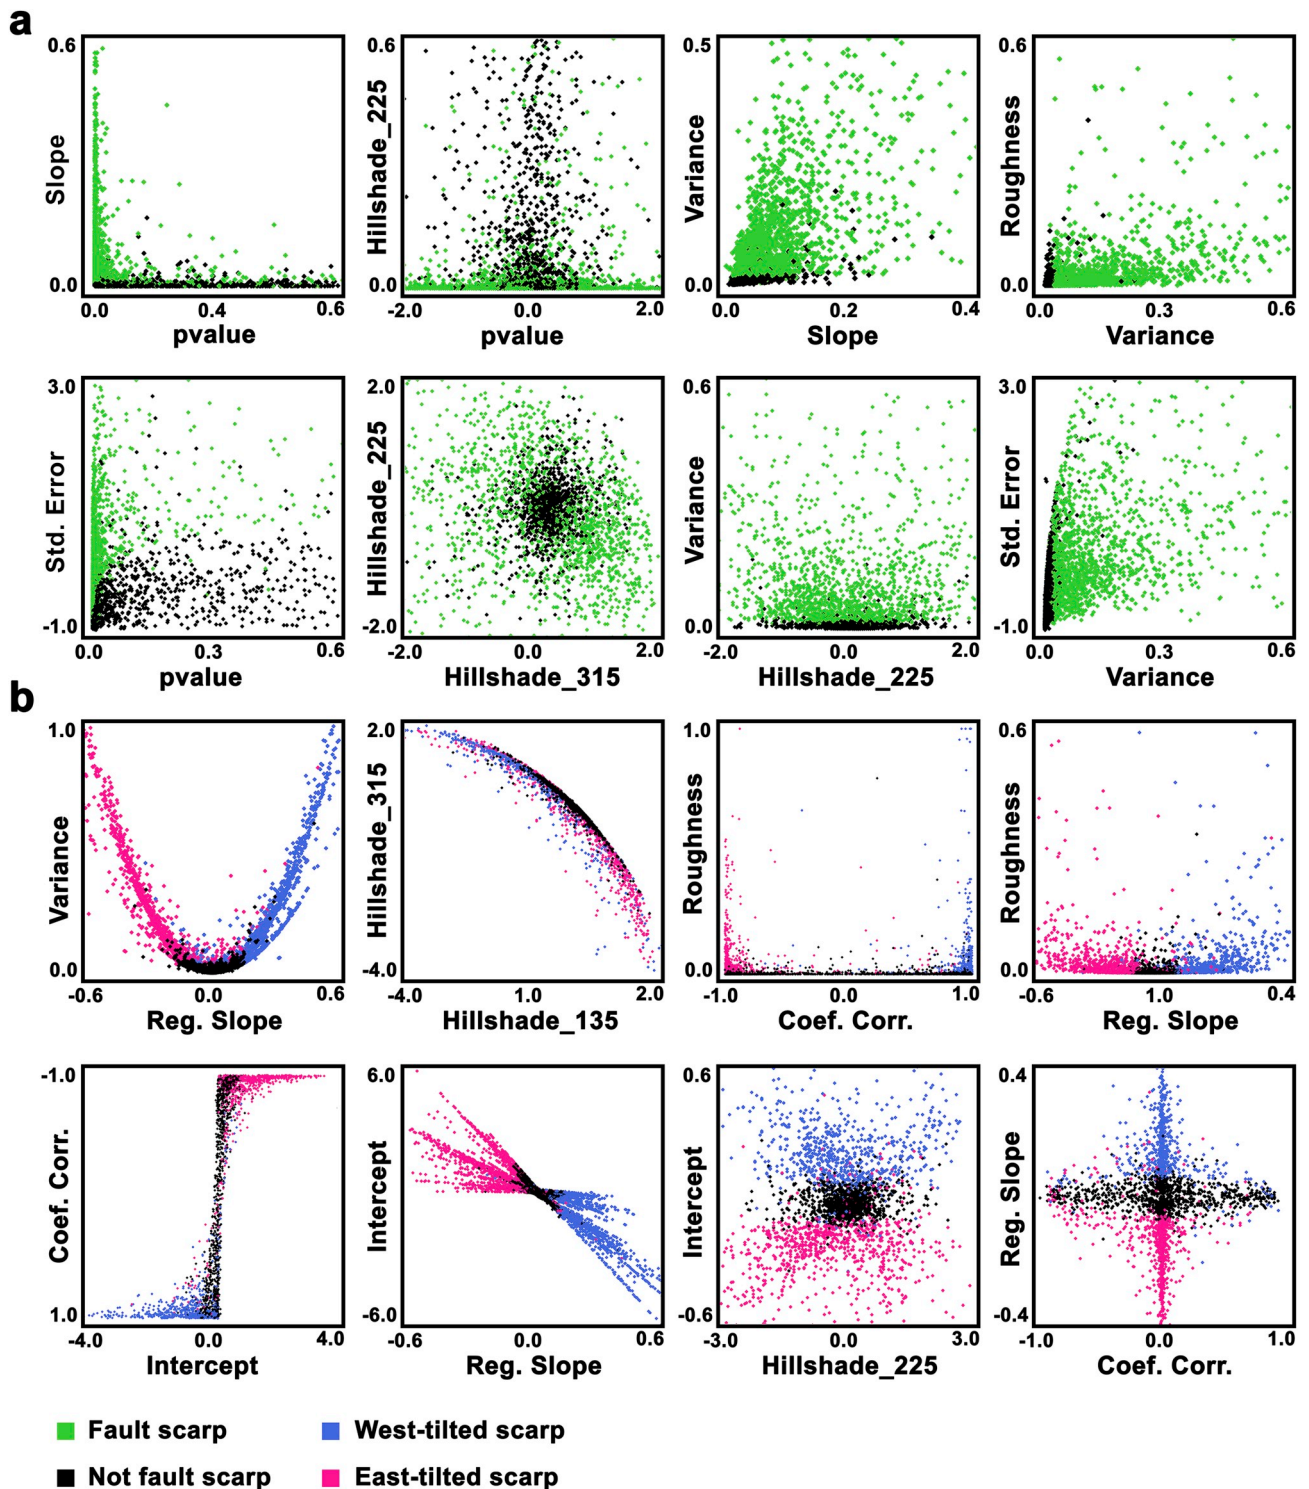 a
0.6 Slope 0.0
0.0 0.4 0.6
pvalue
0.6 Hillshade_225 0.0
-2.0 0.0 2.0
pvalue
0.5 Variance 0.0
0.0 0.2 0.4
Slope
0.6 Roughness 0.0
0.0 0.3 0.6
Variance
3.0 Std. Error -1.0
0.0 0.3 0.6
pvalue
2.0 Hillshade_225 -2.0
-2.0 0.0 2.0
Hillshade_315
0.6 Variance 0.0
-2.0 0.0 2.0
Hillshade_225
3.0 Std. Error -1.0
0.0 0.3 0.6
Variance
b
1.0 Variance 0.0
-0.6 0.0 0.6
Reg. Slope
2.0 Hillshade_315 -4.0
-4.0 1.0 2.0
Hillshade_135
1.0 Roughness 0.0
-1.0 0.0 1.0
Coef. Corr.
0.6 Roughness 0.0
-0.6 1.0 0.4
Reg. Slope
-1.0 Coef. Corr. 1.0
-4.0 0.0 4.0
Intercept
6.0 Intercept -6.0
-0.6 0.0 0.6
Reg. Slope
0.6 Intercept -0.6
-3.0 0.0 3.0
Hillshade_225
0.4 Reg. Slope -0.4
-1.0 0.0 1.0
Coef. Corr.
Fault scarp
West-tilted scarp
Not fault scarp
East-tilted scarp